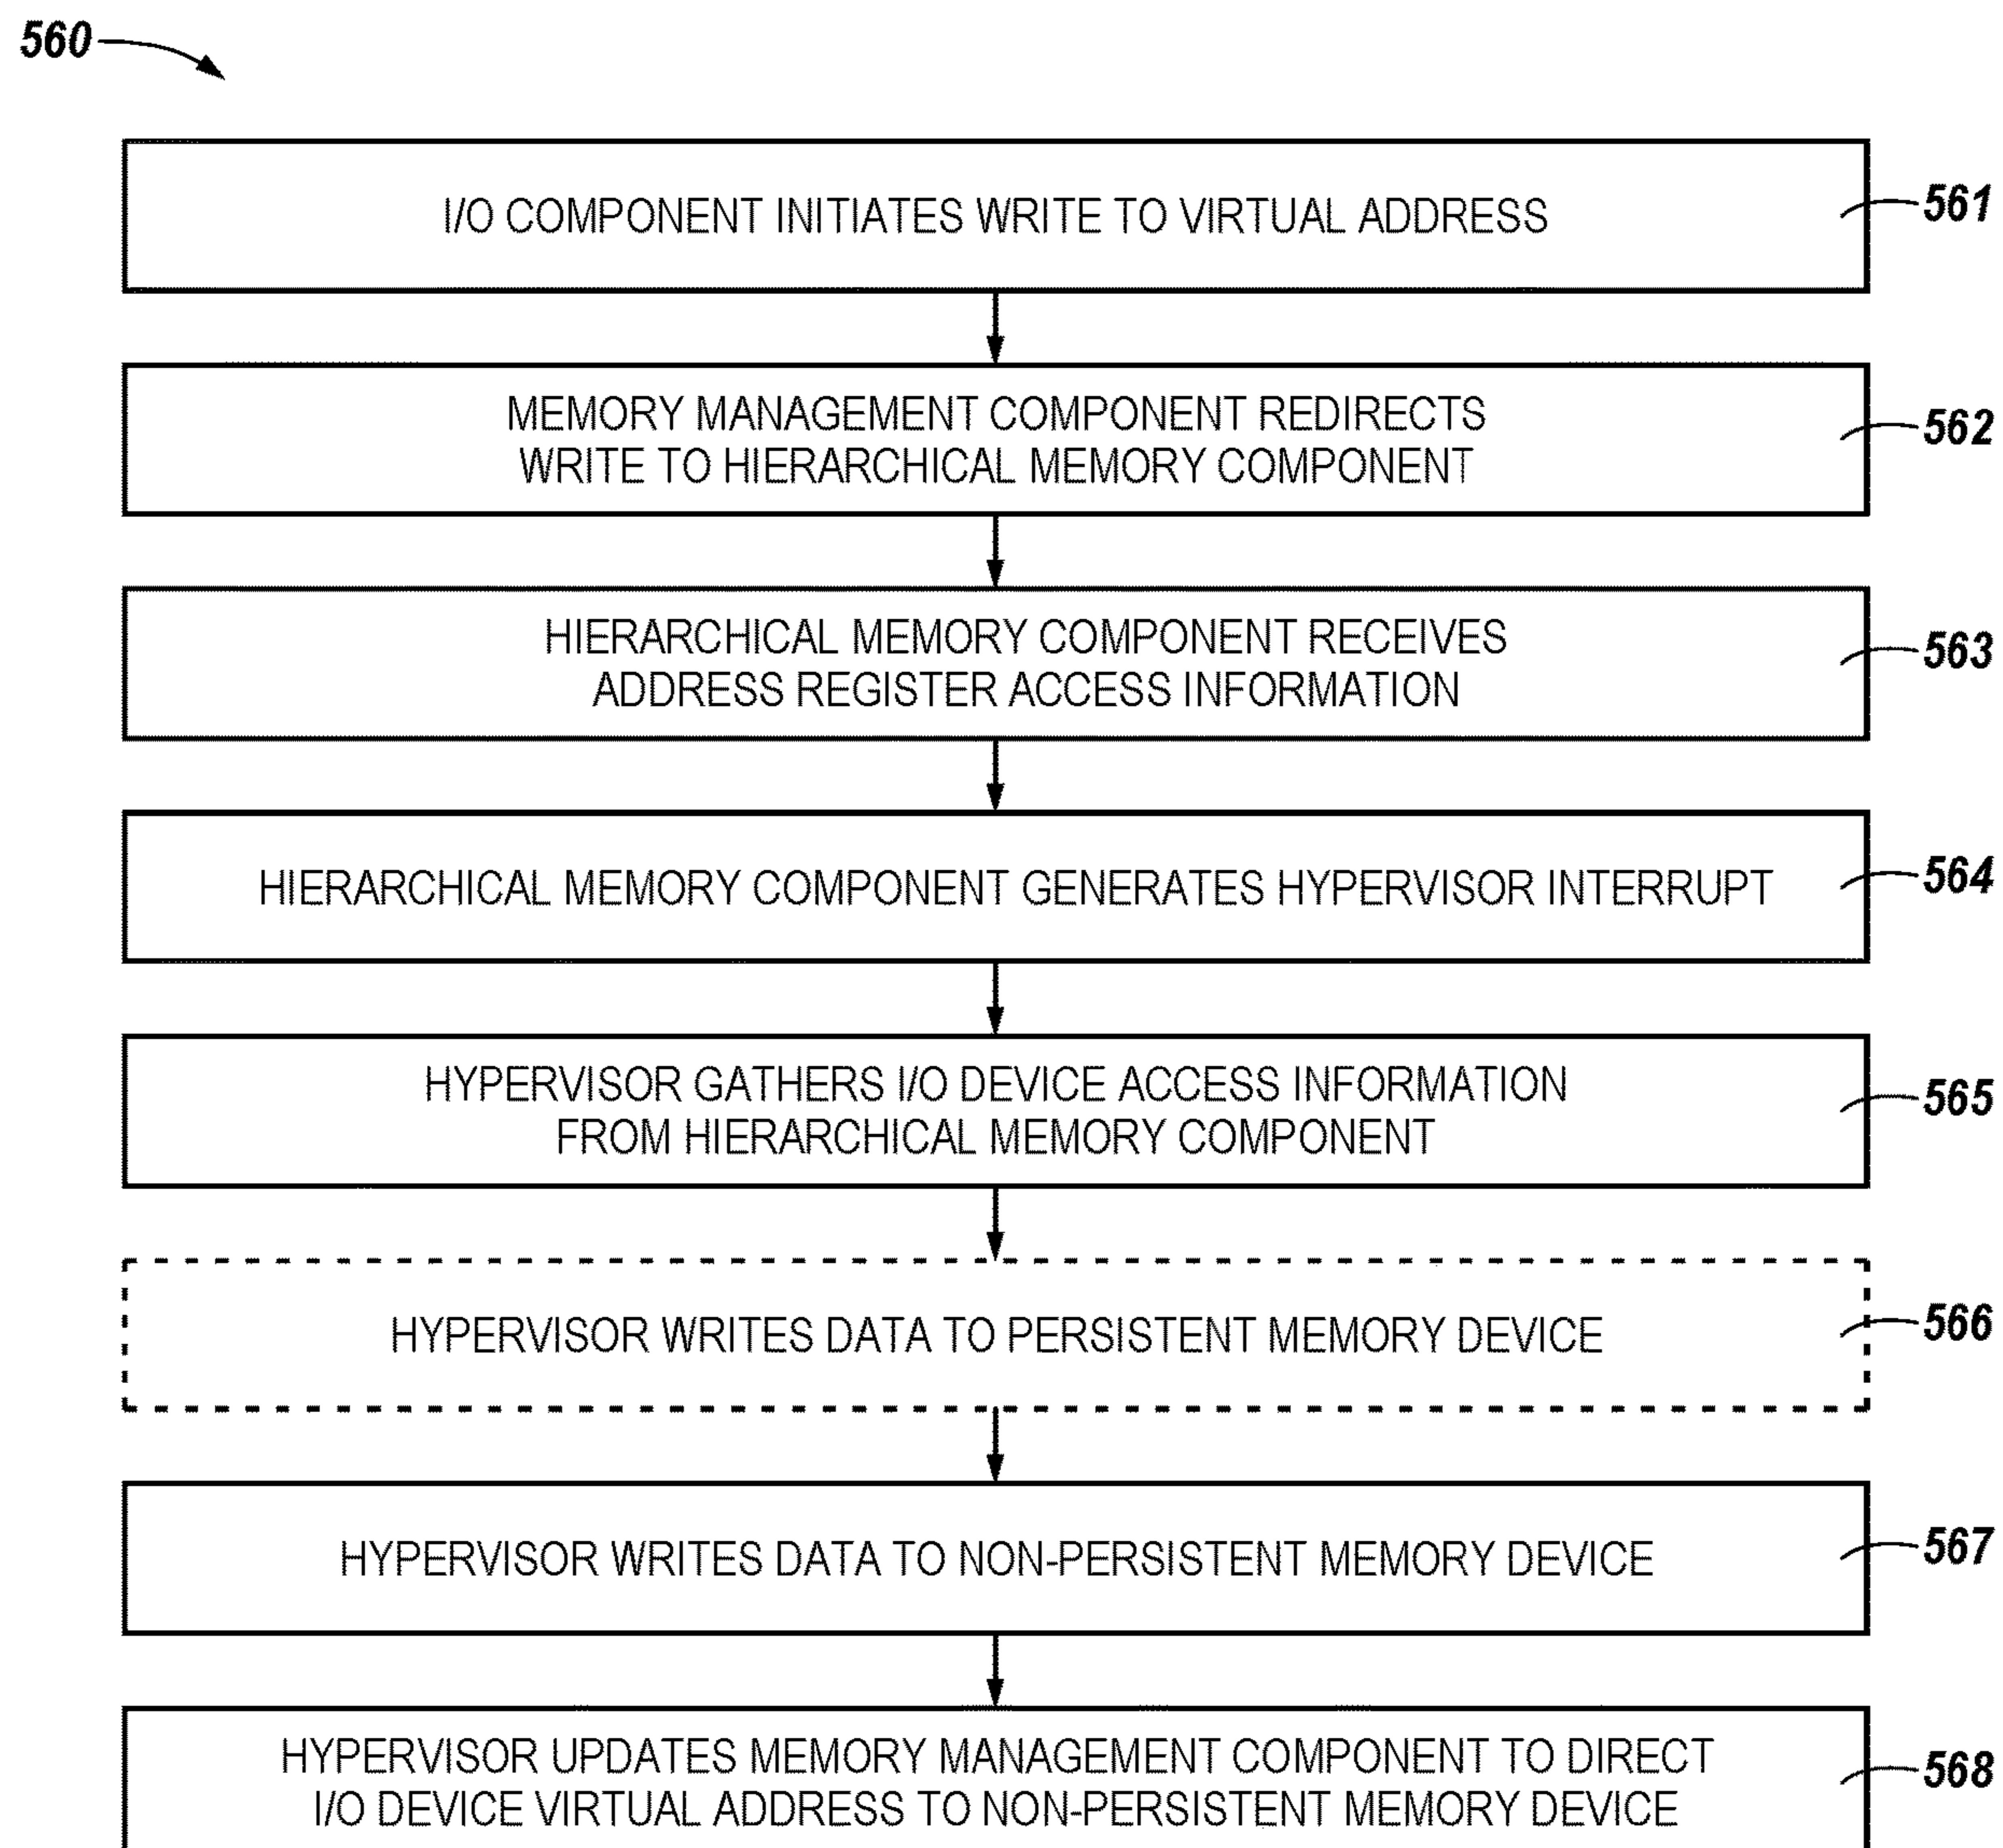 560
I/O COMPONENT INITIATES WRITE TO VIRTUAL ADDRESS
561
MEMORY MANAGEMENT COMPONENT REDIRECTS
WRITE TO HIERARCHICAL MEMORY COMPONENT
562
HIERARCHICAL MEMORY COMPONENT RECEIVES
ADDRESS REGISTER ACCESS INFORMATION
563
HIERARCHICAL MEMORY COMPONENT GENERATES HYPERVISOR INTERRUPT
564
HYPERVISOR GATHERS I/O DEVICE ACCESS INFORMATION
FROM HIERARCHICAL MEMORY COMPONENT
565
HYPERVISOR WRITES DATA TO PERSISTENT MEMORY DEVICE
566
HYPERVISOR WRITES DATA TO NON-PERSISTENT MEMORY DEVICE
567
HYPERVISOR UPDATES MEMORY MANAGEMENT COMPONENT TO DIRECT
I/O DEVICE VIRTUAL ADDRESS TO NON-PERSISTENT MEMORY DEVICE
568